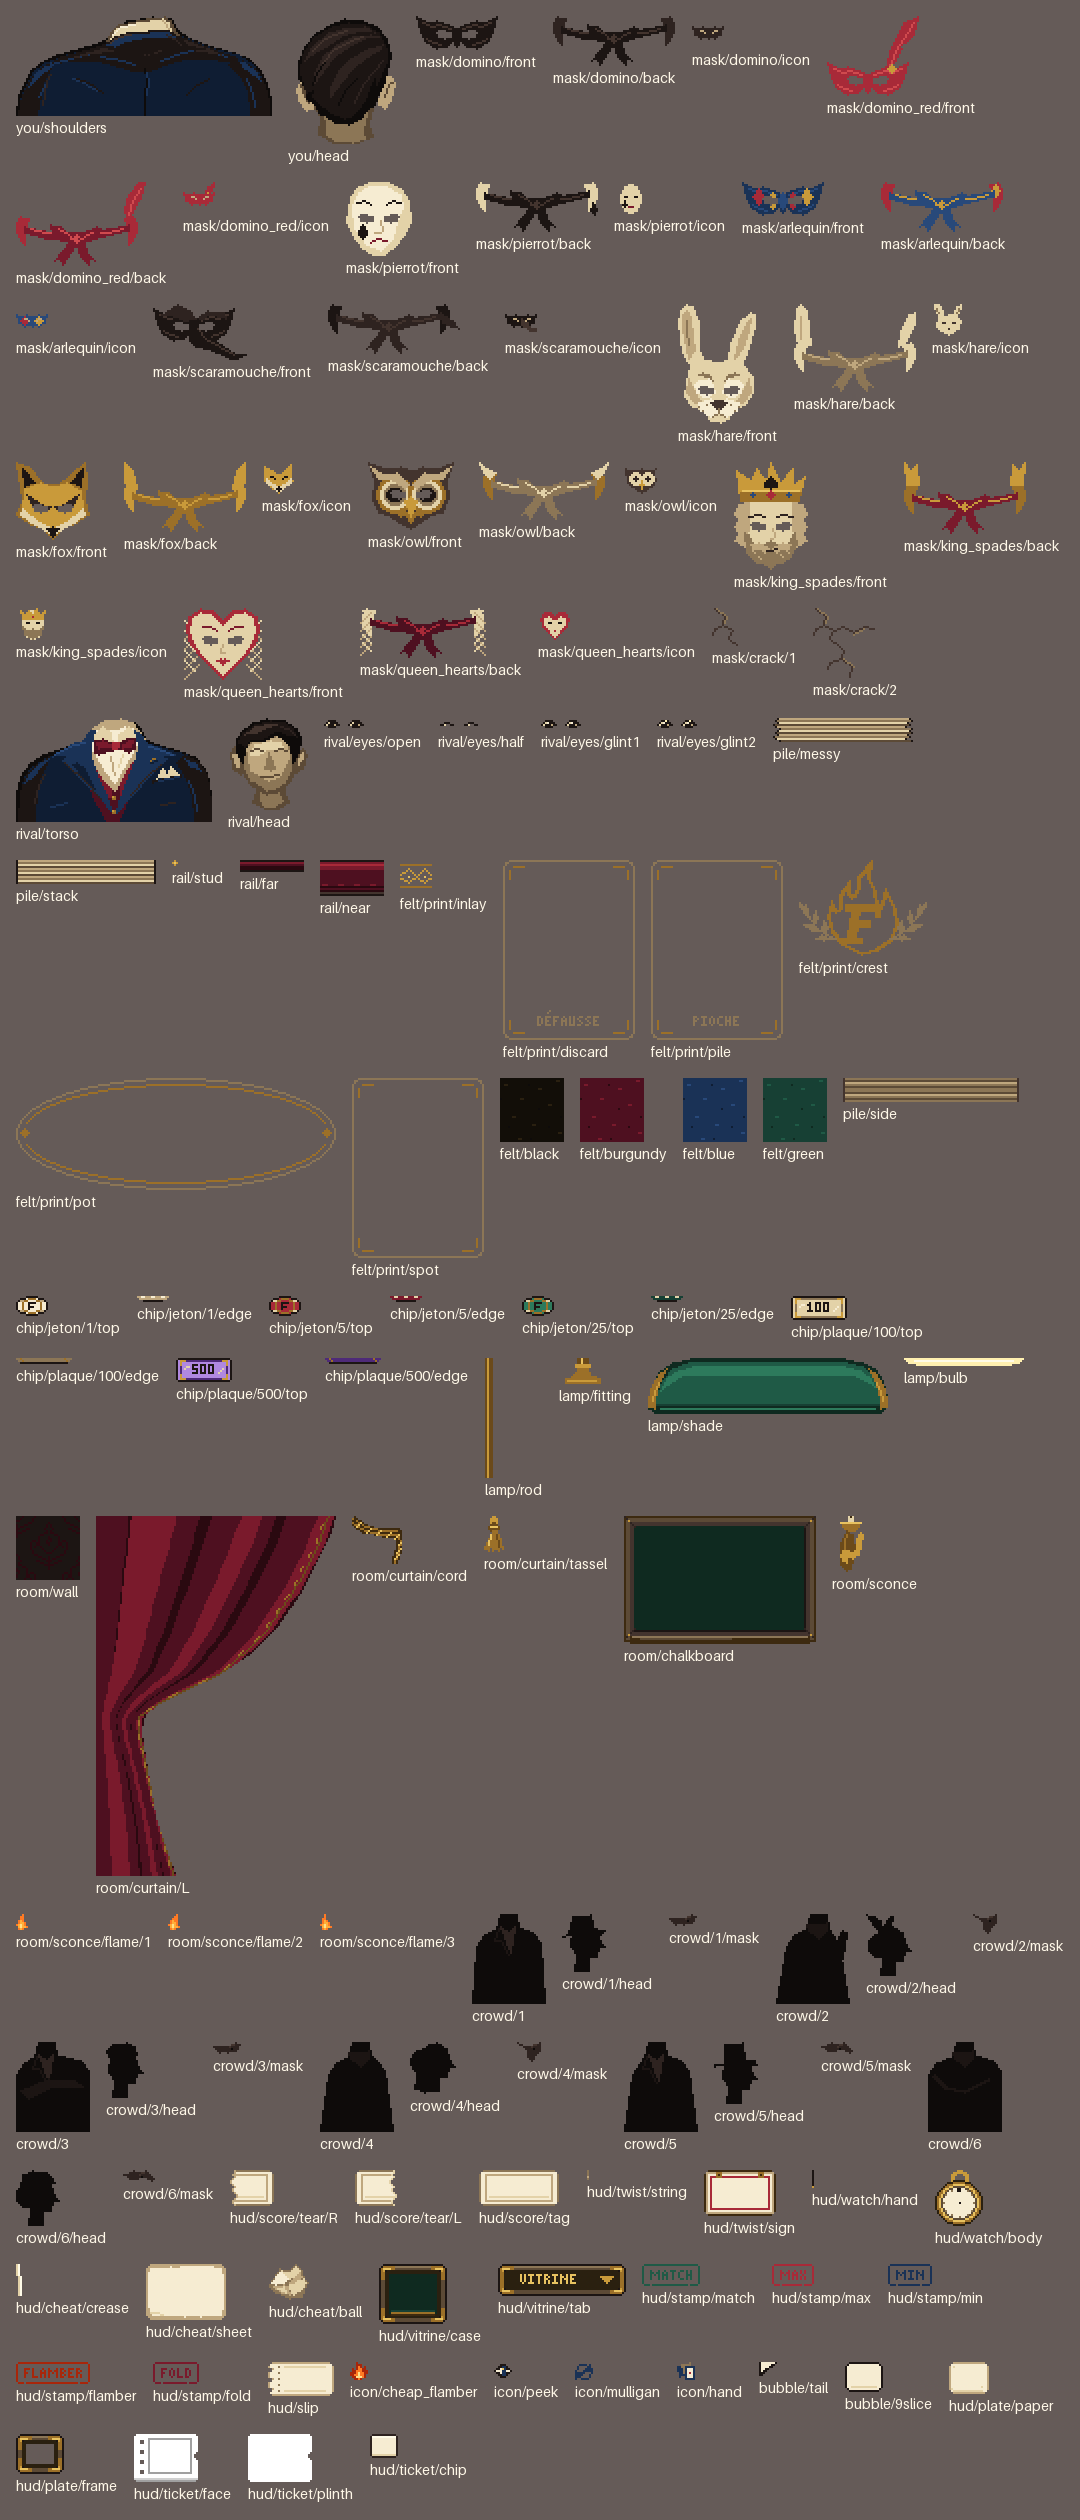 you/shoulders
you/head
mask/domino/front
mask/domino/back
mask/domino/icon
mask/domino_red/front
mask/domino_red/back
mask/domino_red/icon
mask/pierrot/front
mask/pierrot/back
mask/pierrot/icon
mask/arlequin/front
mask/arlequin/back
mask/arlequin/icon
mask/scaramouche/front
mask/scaramouche/back
mask/scaramouche/icon
mask/hare/front
mask/hare/back
mask/hare/icon
mask/fox/front
mask/fox/back
mask/fox/icon
mask/owl/front
mask/owl/back
mask/owl/icon
mask/king_spades/front
mask/king_spades/back
mask/king_spades/icon
mask/queen_hearts/front
mask/queen_hearts/back
mask/queen_hearts/icon
mask/crack/1
mask/crack/2
rival/torso
rival/head
rival/eyes/open
rival/eyes/half
rival/eyes/glint1
rival/eyes/glint2
pile/messy
pile/stack
rail/stud
rail/far
rail/near
felt/print/inlay
DÉFAUSSE
felt/print/discard
PIOCHE
felt/print/pile
F
felt/print/crest
felt/print/pot
felt/print/spot
felt/black
felt/burgundy
felt/blue
felt/green
pile/side
F
chip/jeton/1/top
chip/jeton/1/edge
F
chip/jeton/5/top
chip/jeton/5/edge
F
chip/jeton/25/top
chip/jeton/25/edge
100
chip/plaque/100/top
chip/plaque/100/edge
500
chip/plaque/500/top
chip/plaque/500/edge
lamp/rod
lamp/fitting
lamp/shade
lamp/bulb
room/wall
room/curtain/L
room/curtain/cord
room/curtain/tassel
room/chalkboard
room/sconce
room/sconce/flame/1
room/sconce/flame/2
room/sconce/flame/3
crowd/1
crowd/1/head
crowd/1/mask
crowd/2
crowd/2/head
crowd/2/mask
crowd/3
crowd/3/head
crowd/3/mask
crowd/4
crowd/4/head
crowd/4/mask
crowd/5
crowd/5/head
crowd/5/mask
crowd/6
crowd/6/head
crowd/6/mask
hud/score/tear/R
hud/score/tear/L
hud/score/tag
hud/twist/string
hud/twist/sign
hud/watch/hand
hud/watch/body
hud/cheat/crease
hud/cheat/sheet
hud/cheat/ball
hud/vitrine/case
VITRINE
hud/vitrine/tab
MATCH
hud/stamp/match
MAX
hud/stamp/max
MIN
hud/stamp/min
FLAMBER
hud/stamp/flamber
FOLD
hud/stamp/fold
hud/slip
icon/cheap_flamber
icon/peek
icon/mulligan
icon/hand
bubble/tail
bubble/9slice
hud/plate/paper
hud/plate/frame
hud/ticket/face
hud/ticket/plinth
hud/ticket/chip